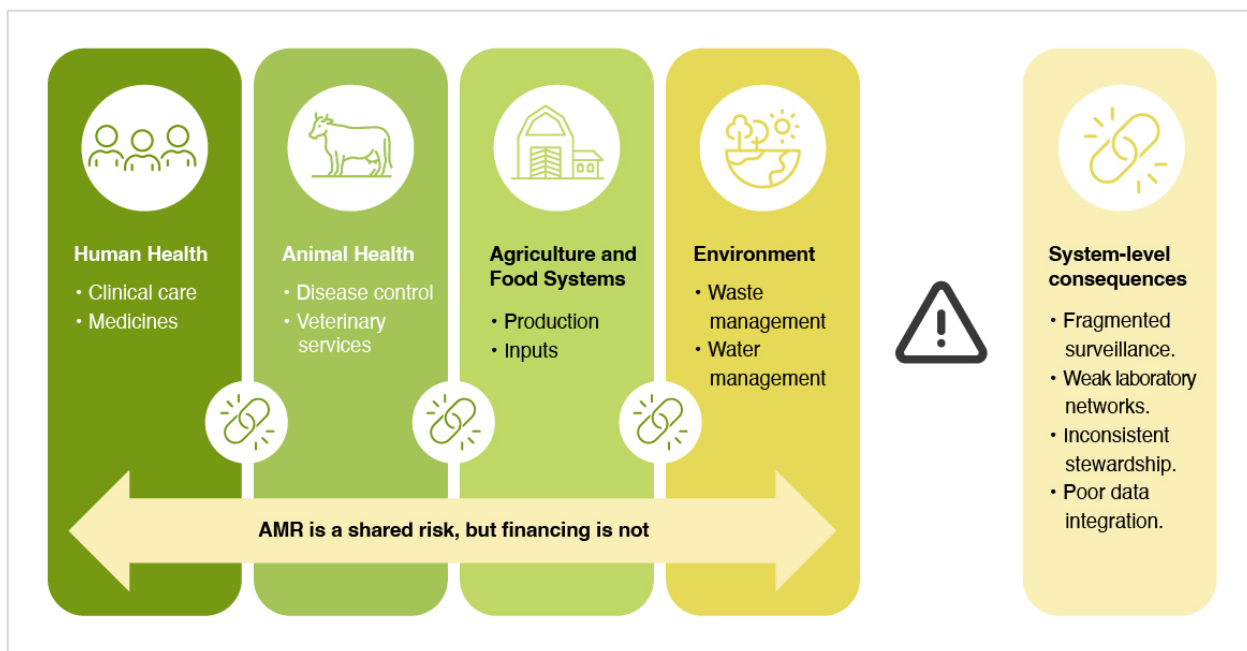 Human Health
• Clinical care
• Medicines
Animal Health
• Disease control
• Veterinary
services
Agriculture and
Food Systems
• Production
• Inputs
Environment
• Waste
management
• Water
management
AMR is a shared risk, but financing is not
System-level
consequences
• Fragmented
surveillance.
• Weak laboratory
networks.
• Inconsistent
stewardship.
• Poor data
integration.